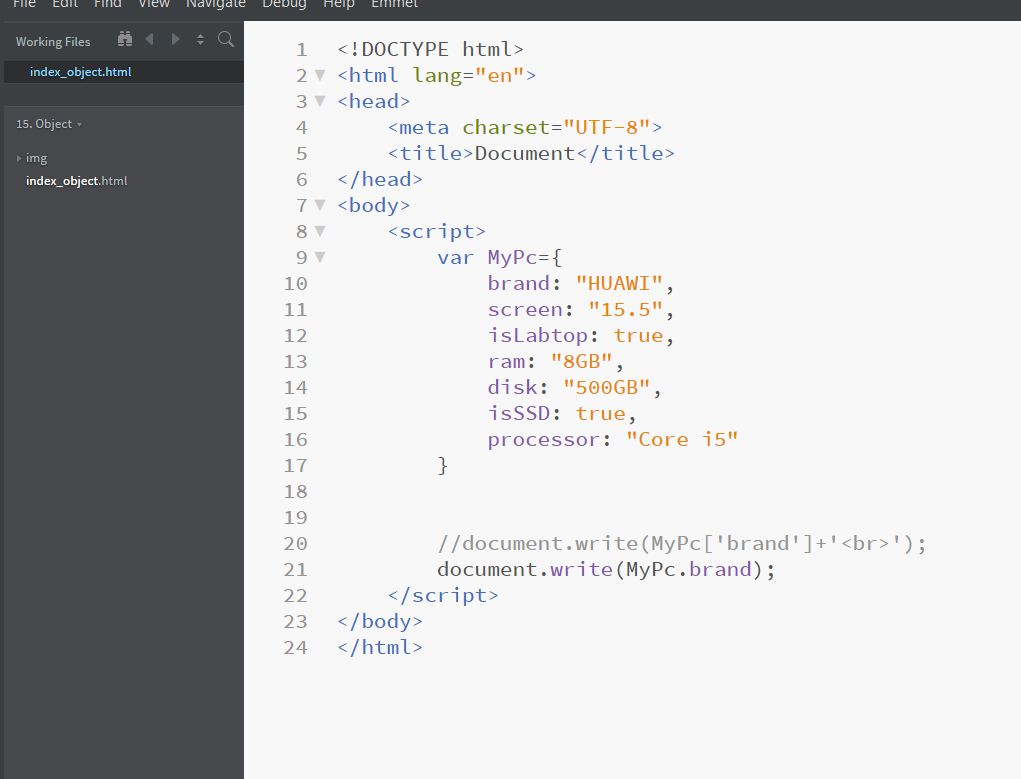 File Edit Find View Navigate Debug Help Emmet
Working Files
index_object.html
15. Object
img
index_object.html
1 <!DOCTYPE html>
2 <html lang="en">
3 <head>
4 <meta charset="UTF-8">
5 <title>Document</title>
6 </head>
7 <body>
8 <script>
9 var MyPc={
10 brand: "HUAWI",
11 screen: "15.5",
12 isLabtop: true,
13 ram: "8GB",
14 disk: "500GB",
15 isSSD: true,
16 processor: "Core i5"
17 }
18
19
20 //document.write(MyPc['brand']+'<br>');
21 document.write(MyPc.brand);
22 </script>
23 </body>
24 </html>